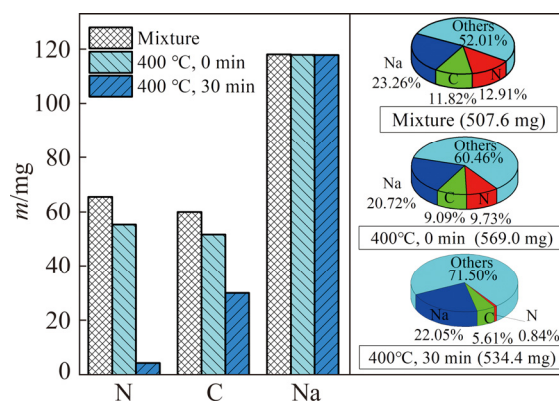 Mixture
400 ℃, 0 min
400 ℃, 30 min
m/mg
120
100
80
60
40
20
0
N C Na
Others
52.01%
Na
23.26%
C
11.82%
N
12.91%
Mixture (507.6 mg)
Others
60.46%
Na
20.72%
C
9.09%
N
9.73%
400℃, 0 min (569.0 mg)
Others
71.50%
Na
22.05%
C
5.61%
N
0.84%
400℃, 30 min (534.4 mg)